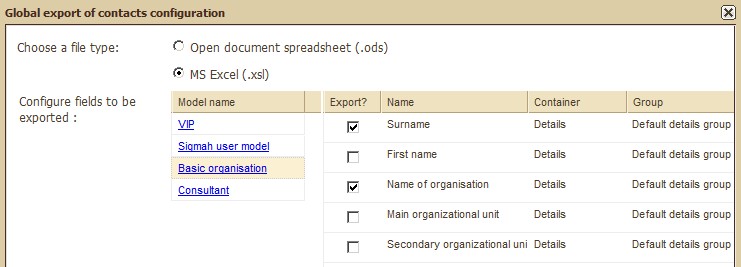 Global export of contacts configuration
Choose a file type:
Open document spreadsheet (.ods)
MS Excel (.xsl)
Configure fields to be exported :
Model name
VIP
Sigmah user model
Basic organisation
Consultant
Export? Name Container Group
Surname Details Default details group
First name Details Default details group
Name of organisation Details Default details group
Main organizational unit Details Default details group
Secondary organizational uni Details Default details group